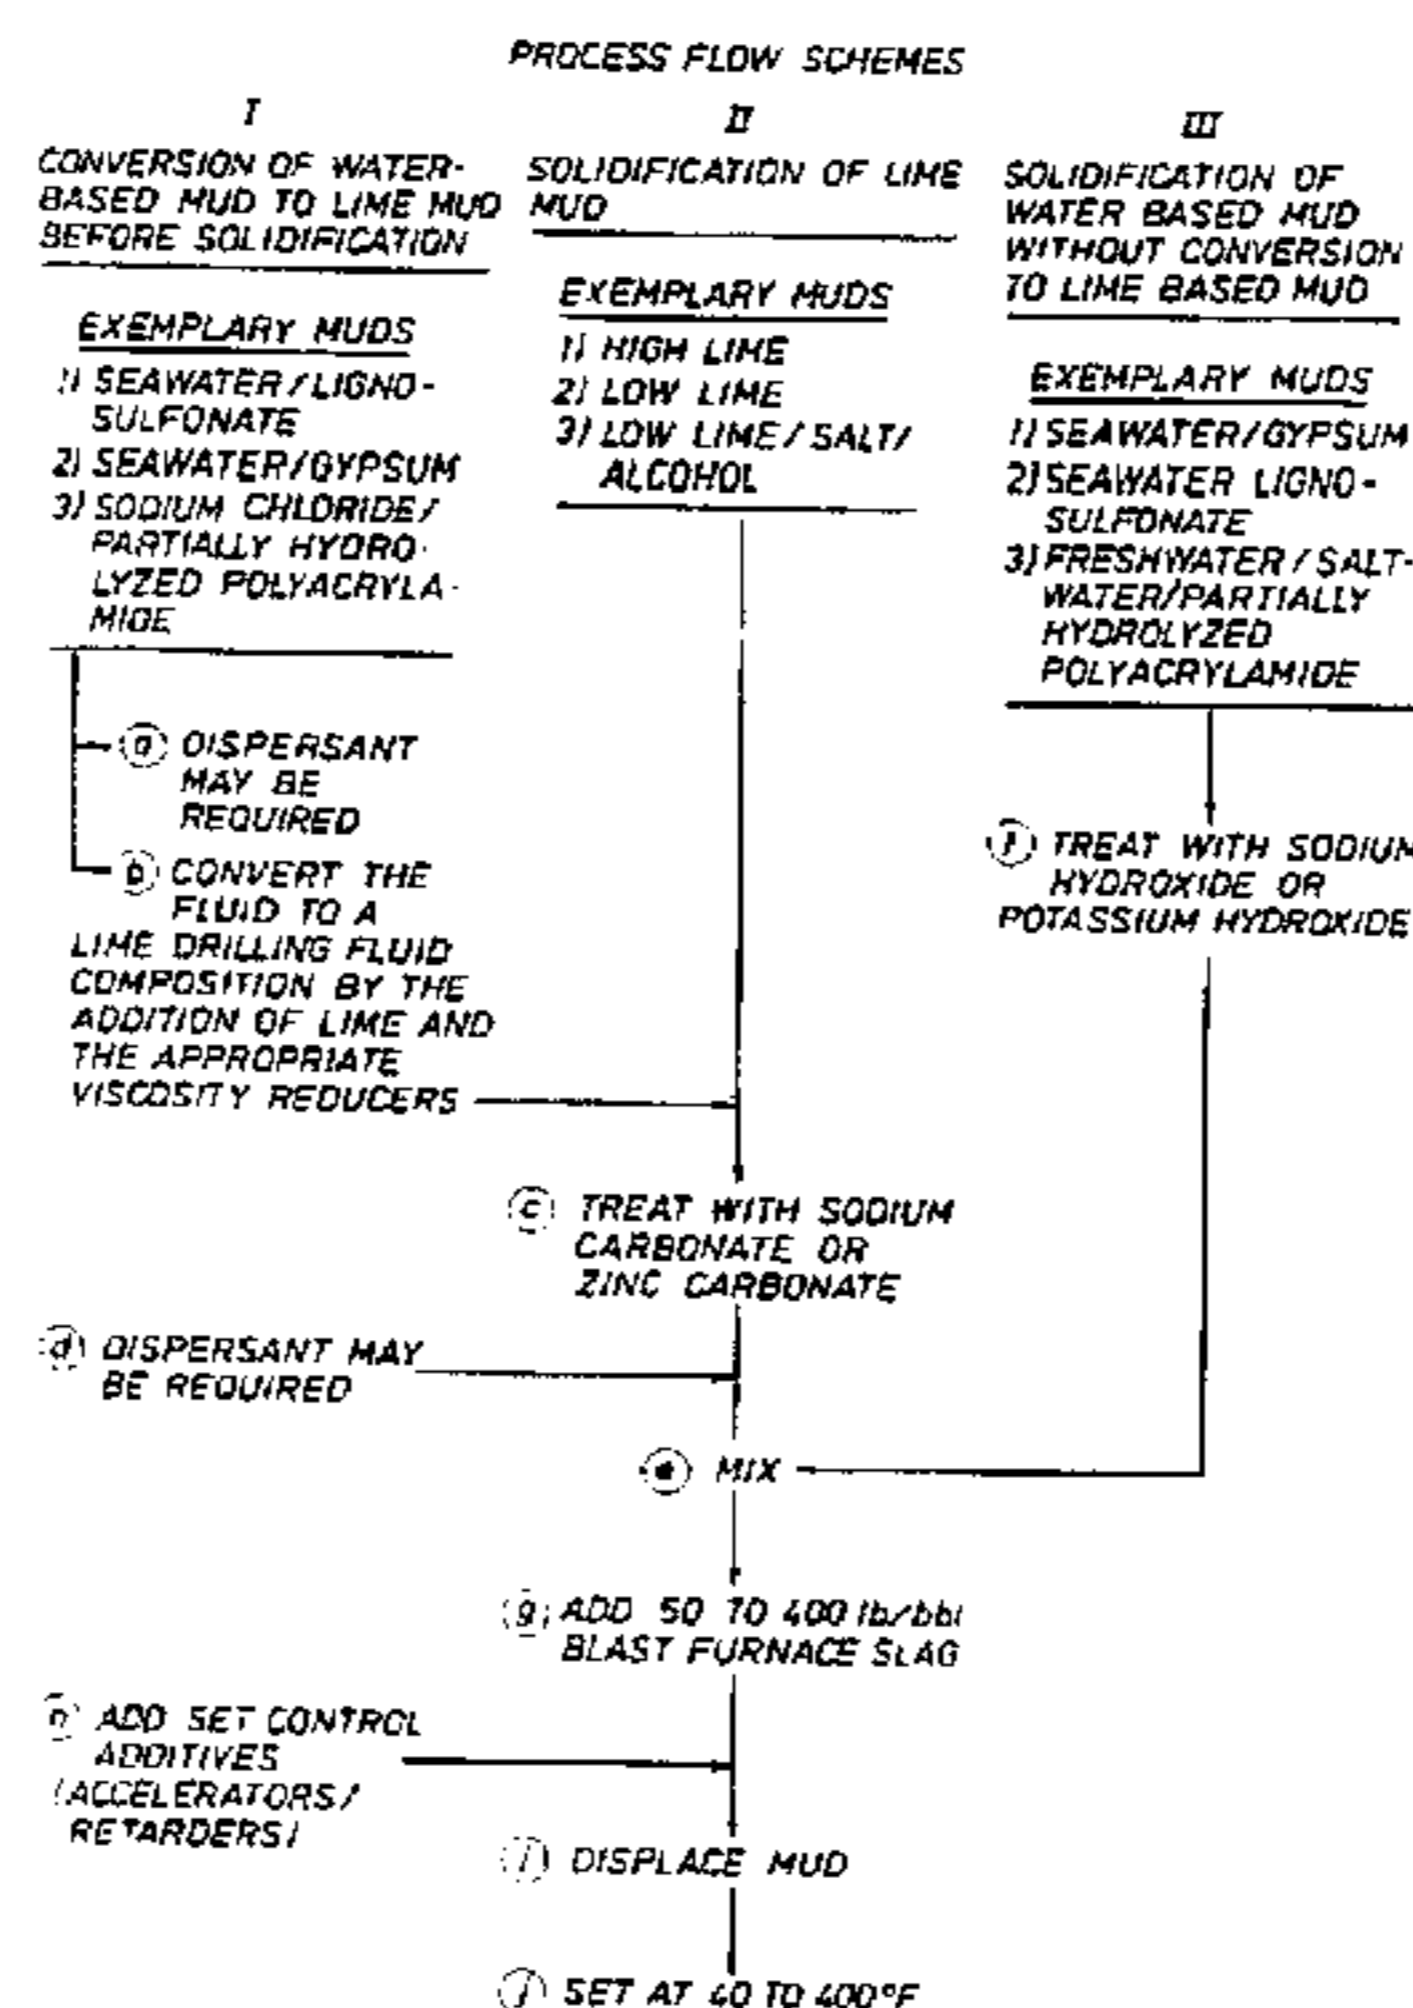 PROCESS FLOW SCHEMES
I
CONVERSION OF WATER-
BASED MUD TO LIME MUD
BEFORE SOLIDIFICATION
EXEMPLARY MUDS
1) SEAWATER/LIGNO-
SULFONATE
2) SEAWATER/GYPSUM
3) SODIUM CHLORIDE/
PARTIALLY HYDRO-
LYZED POLYACRYLA-
MIDE
a DISPERSANT
MAY BE
REQUIRED
b CONVERT THE
FLUID TO A
LIME DRILLING FLUID
COMPOSITION BY THE
ADDITION OF LIME AND
THE APPROPRIATE
VISCOSITY REDUCERS
II
SOLIDIFICATION OF LIME
MUD
EXEMPLARY MUDS
1) HIGH LIME
2) LOW LIME
3) LOW LIME/SALT/
ALCOHOL
III
SOLIDIFICATION OF
WATER BASED MUD
WITHOUT CONVERSION
TO LIME BASED MUD
EXEMPLARY MUDS
1) SEAWATER/GYPSUM
2) SEAWATER LIGNO-
SULFONATE
3) FRESHWATER/SALT-
WATER/PARTIALLY
HYDROLYZED
POLYACRYLAMIDE
f TREAT WITH SODIUM
HYDROXIDE OR
POTASSIUM HYDROXIDE
c TREAT WITH SODIUM
CARBONATE OR
ZINC CARBONATE
d DISPERSANT MAY
BE REQUIRED
e MIX
g ADD 50 TO 400 lb/bbl
BLAST FURNACE SLAG
h ADD SET CONTROL
ADDITIVES
(ACCELERATORS/
RETARDERS)
i DISPLACE MUD
j SET AT 40 TO 400°F